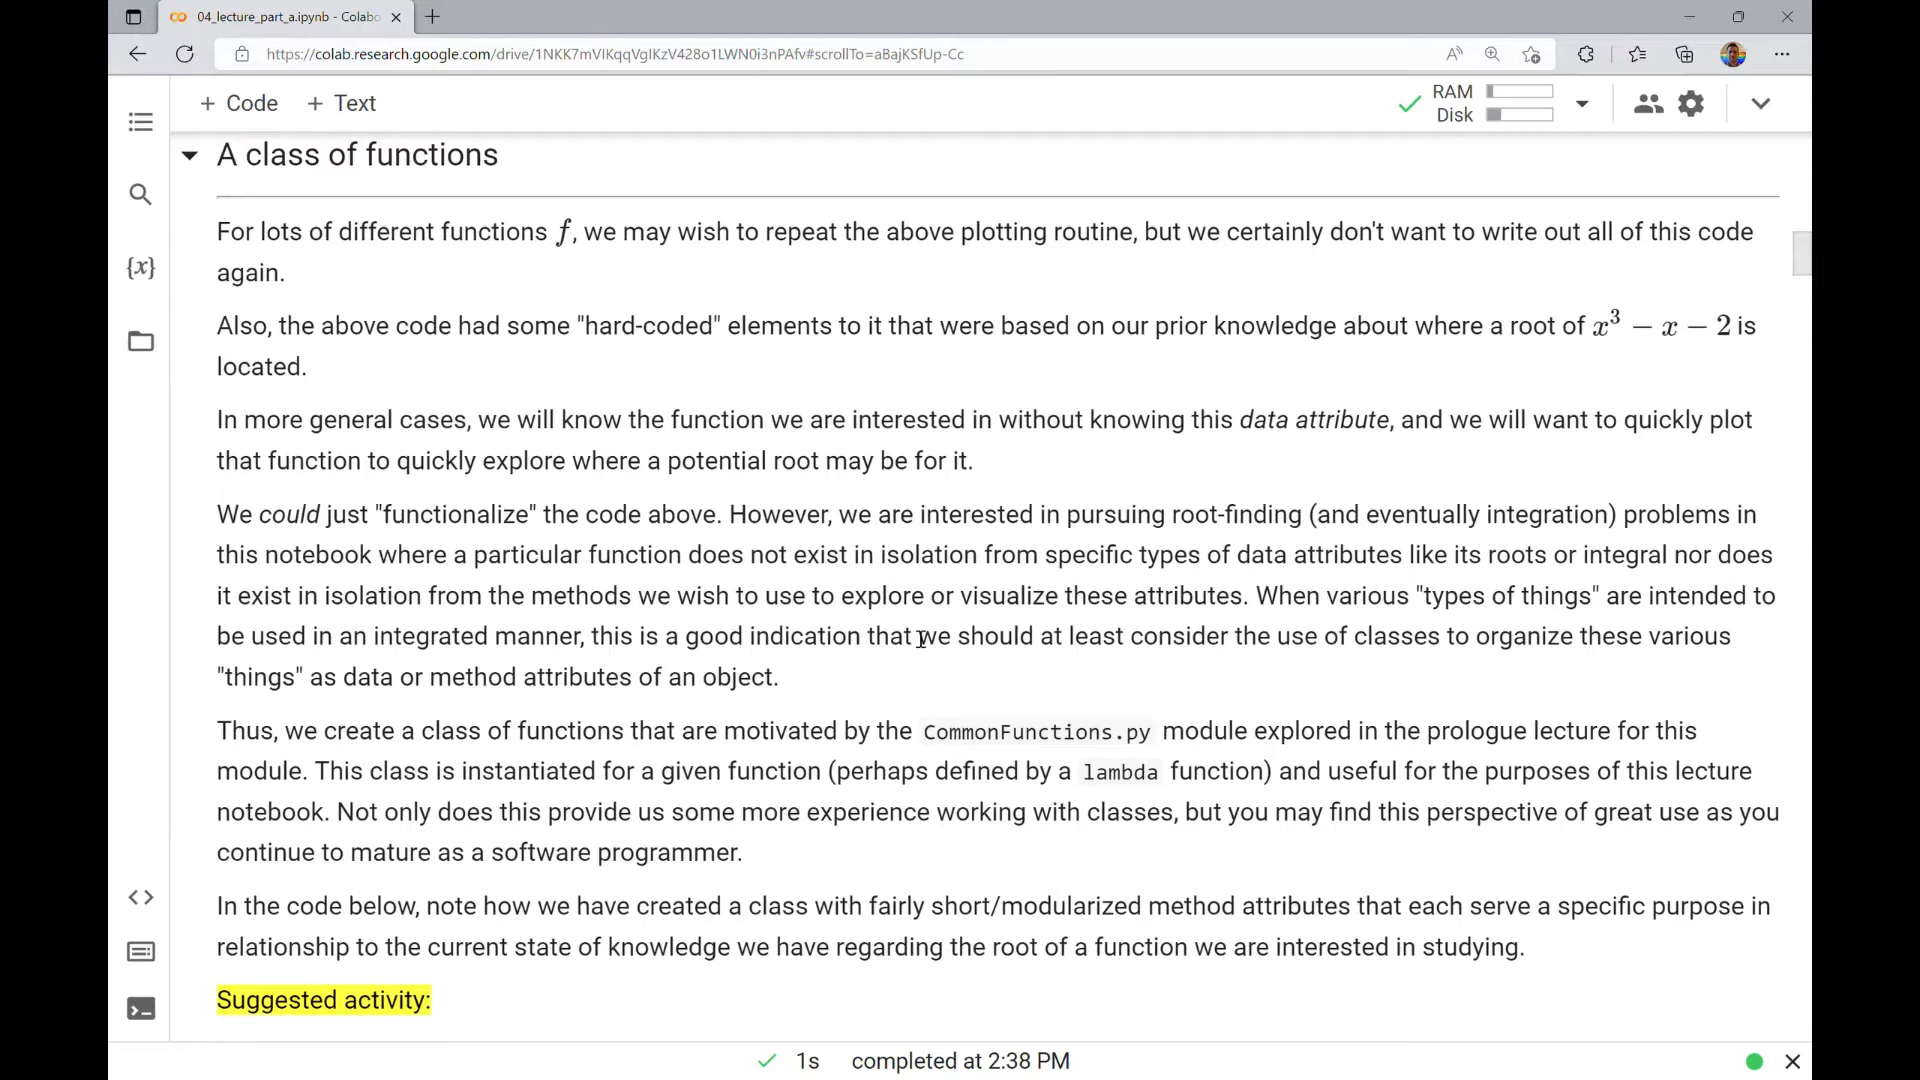 04_lecture_part_a.ipynb - Colabo
https://colab.research.google.com/drive/1NKK7mVIKqqVgIKzV428o1LWN0i3nPAfv#scrollTo=aBajKSfUp-Cc
+ Code + Text
RAM
Disk
A class of functions
For lots of different functions f, we may wish to repeat the above plotting routine, but we certainly don't want to write out all of this code
again.
Also, the above code had some "hard-coded" elements to it that were based on our prior knowledge about where a root of x³ − x − 2 is
located.
In more general cases, we will know the function we are interested in without knowing this data attribute, and we will want to quickly plot
that function to quickly explore where a potential root may be for it.
We could just "functionalize" the code above. However, we are interested in pursuing root-finding (and eventually integration) problems in
this notebook where a particular function does not exist in isolation from specific types of data attributes like its roots or integral nor does
it exist in isolation from the methods we wish to use to explore or visualize these attributes. When various "types of things" are intended to
be used in an integrated manner, this is a good indication that we should at least consider the use of classes to organize these various
"things" as data or method attributes of an object.
Thus, we create a class of functions that are motivated by the CommonFunctions.py module explored in the prologue lecture for this
module. This class is instantiated for a given function (perhaps defined by a lambda function) and useful for the purposes of this lecture
notebook. Not only does this provide us some more experience working with classes, but you may find this perspective of great use as you
continue to mature as a software programmer.
In the code below, note how we have created a class with fairly short/modularized method attributes that each serve a specific purpose in
relationship to the current state of knowledge we have regarding the root of a function we are interested in studying.
Suggested activity:
1s completed at 2:38 PM